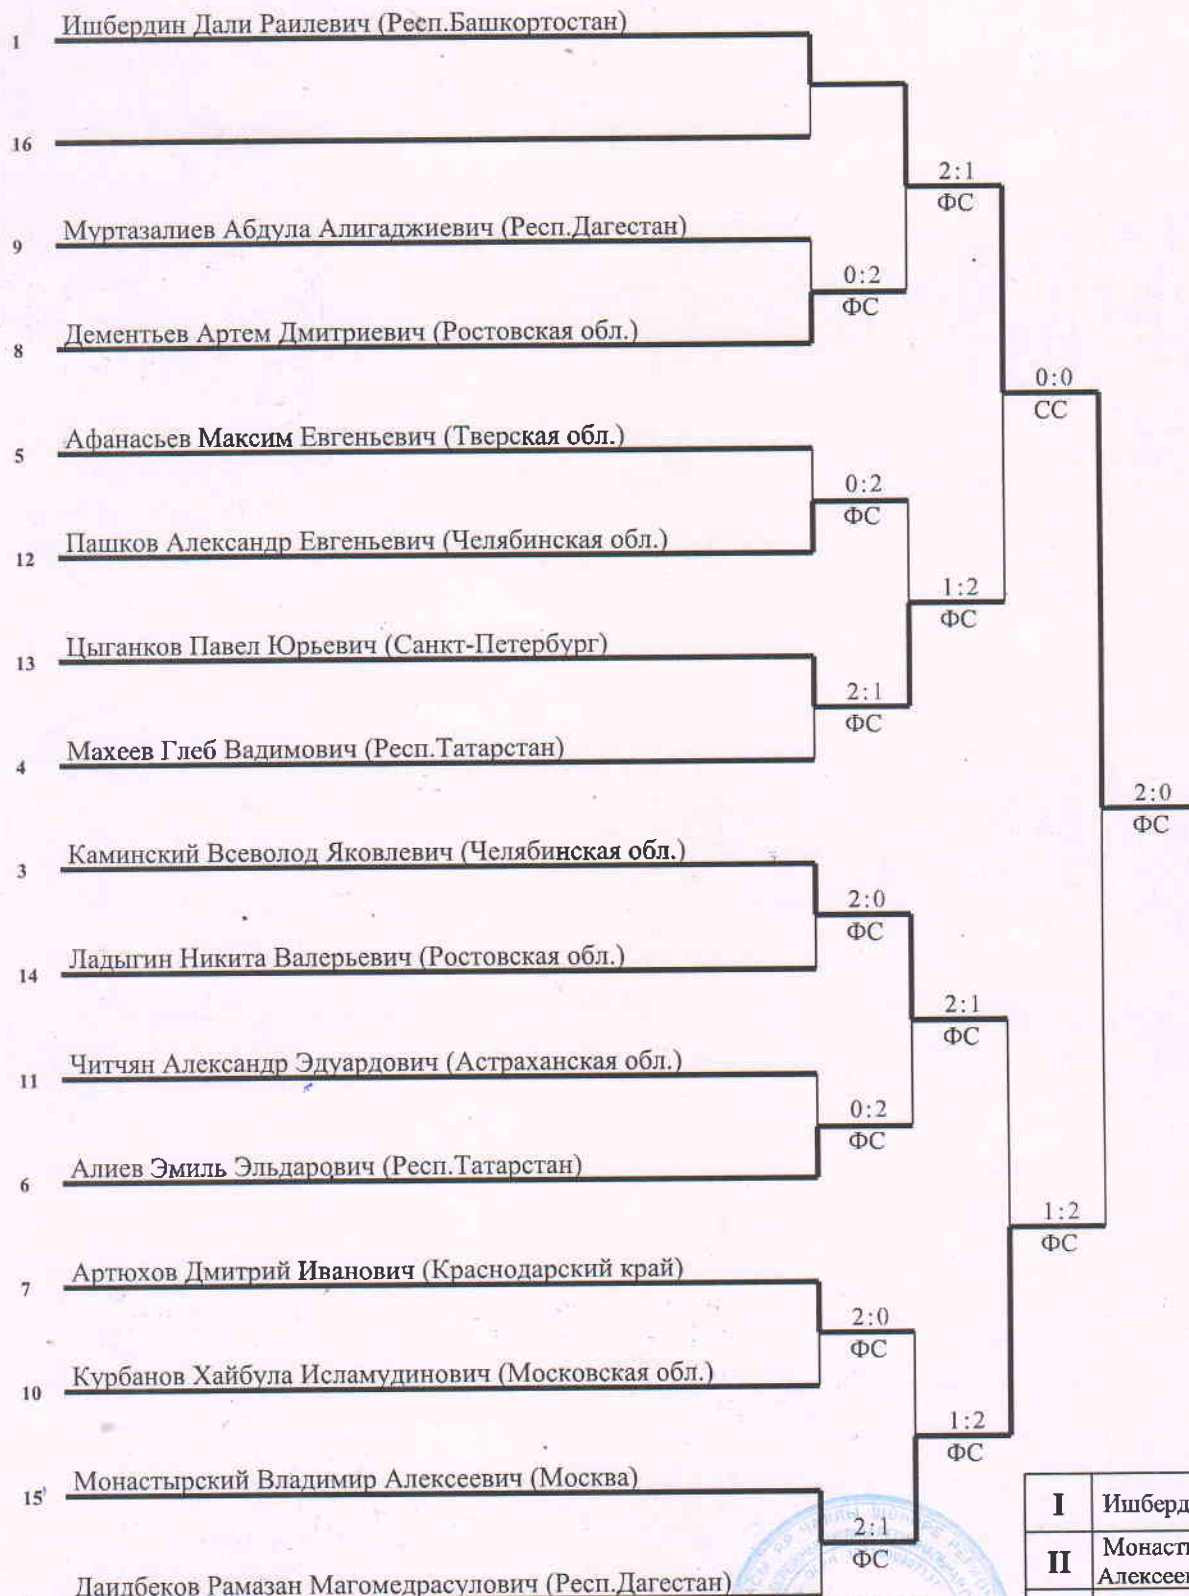 1 Ишбердин Дали Раилевич (Респ.Башкортостан)
16
2:1
ФС
9 Муртазалиев Абдула Алигаджиевич (Респ.Дагестан)
0:2
ФС
8 Дементьев Артем Дмитриевич (Ростовская обл.)
0:0
СС
5 Афанасьев Максим Евгеньевич (Тверская обл.)
0:2
ФС
12 Пашков Александр Евгеньевич (Челябинская обл.)
1:2
ФС
13 Цыганков Павел Юрьевич (Санкт-Петербург)
2:1
ФС
4 Махеев Глеб Вадимович (Респ.Татарстан)
2:0
ФС
3 Каминский Всеволод Яковлевич (Челябинская обл.)
2:0
ФС
14 Ладыгин Никита Валерьевич (Ростовская обл.)
2:1
ФС
11 Читчян Александр Эдуардович (Астраханская обл.)
0:2
ФС
6 Алиев Эмиль Эльдарович (Респ.Татарстан)
1:2
ФС
7 Артюхов Дмитрий Иванович (Краснодарский край)
2:0
ФС
10 Курбанов Хайбула Исламудинович (Московская обл.)
1:2
ФС
15 Монастырский Владимир Алексеевич (Москва)
2:1
ФС
I Ишберд
II Монасты
Алексеев
Даидбеков Рамазан Магомедрасулович (Респ.Дагестан)